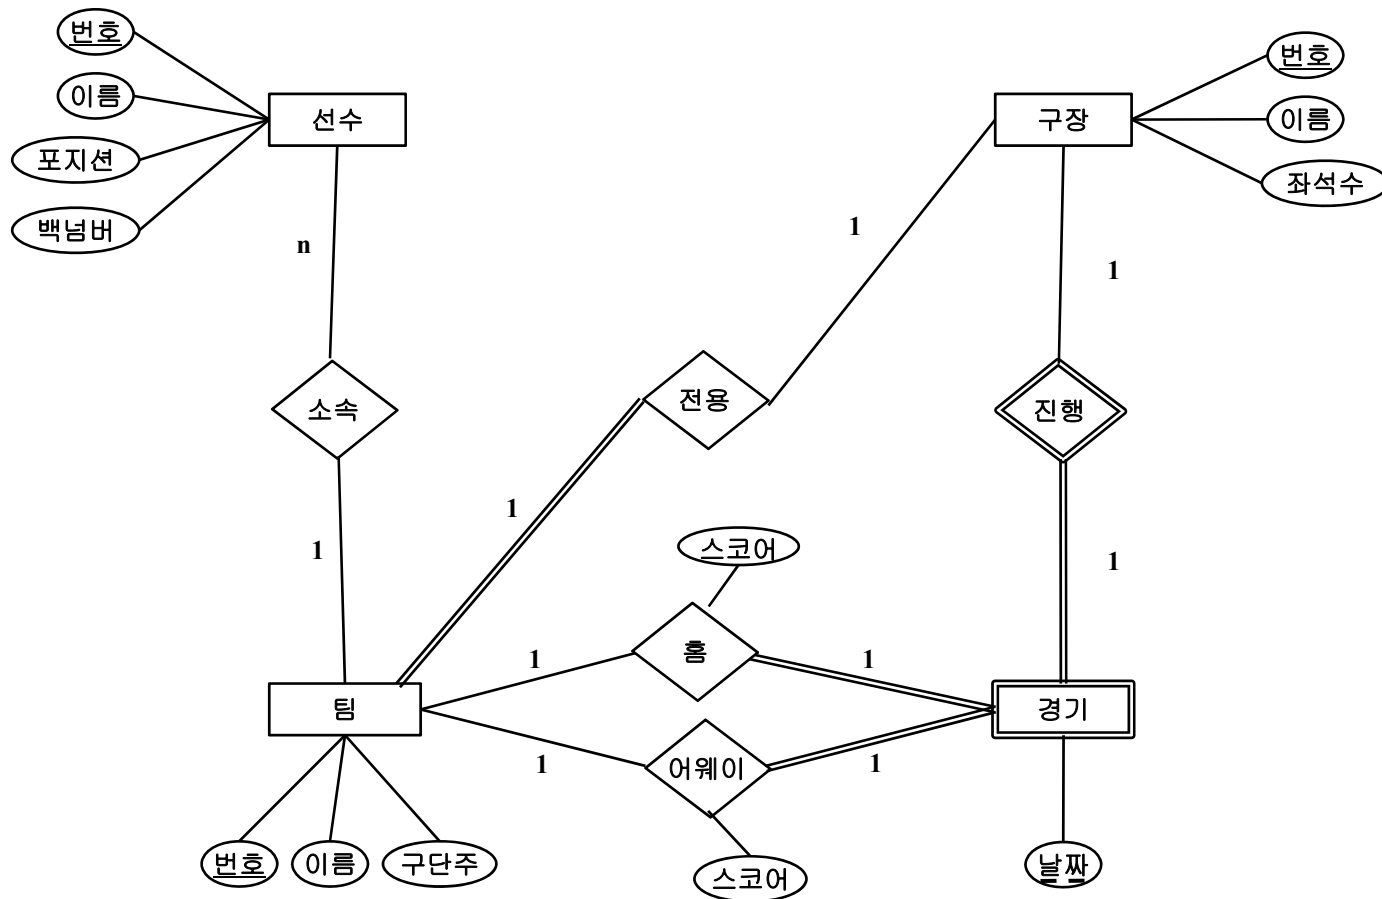 번호
이름
포지션
백넘버
선수
구장
번호
이름
좌석수
n
1
1
소속
전용
진행
1
1
1
스코어
홈
1
1
팀
경기
어웨이
1
1
번호
이름
구단주
스코어
날짜